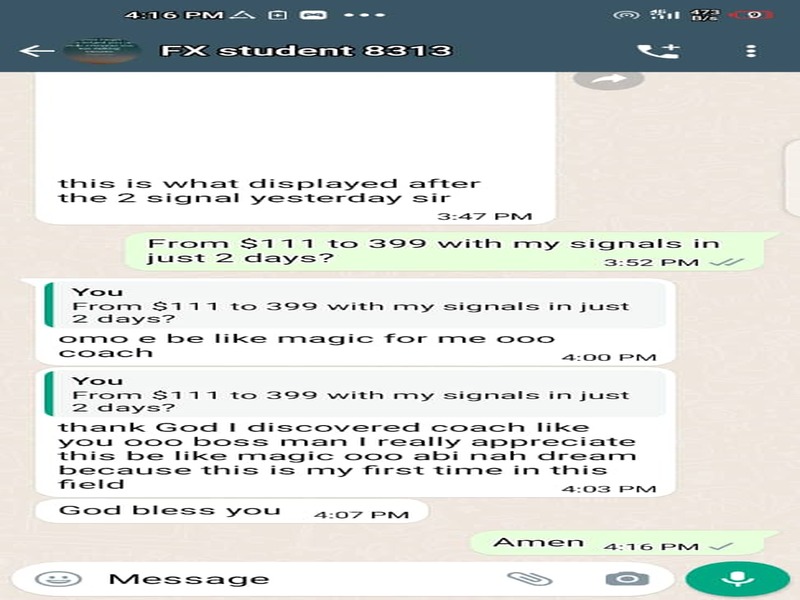 4:16 PM
4G
473
B/s
9
FX student 8313
this is what displayed after
the 2 signal yesterday sir
3:47 PM
From $111 to 399 with my signals in
just 2 days?
3:52 PM
You
From $111 to 399 with my signals in just
2 days?
omo e be like magic for me ooo
coach
4:00 PM
You
From $111 to 399 with my signals in just
2 days?
thank God I discovered coach like
you ooo boss man I really appreciate
this be like magic ooo abi nah dream
because this is my first time in this
field
4:03 PM
God bless you 4:07 PM
Amen 4:16 PM
Message